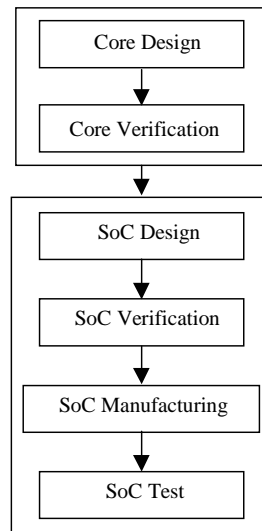 Core Design
Core Verification
SoC Design
SoC Verification
SoC Manufacturing
SoC Test